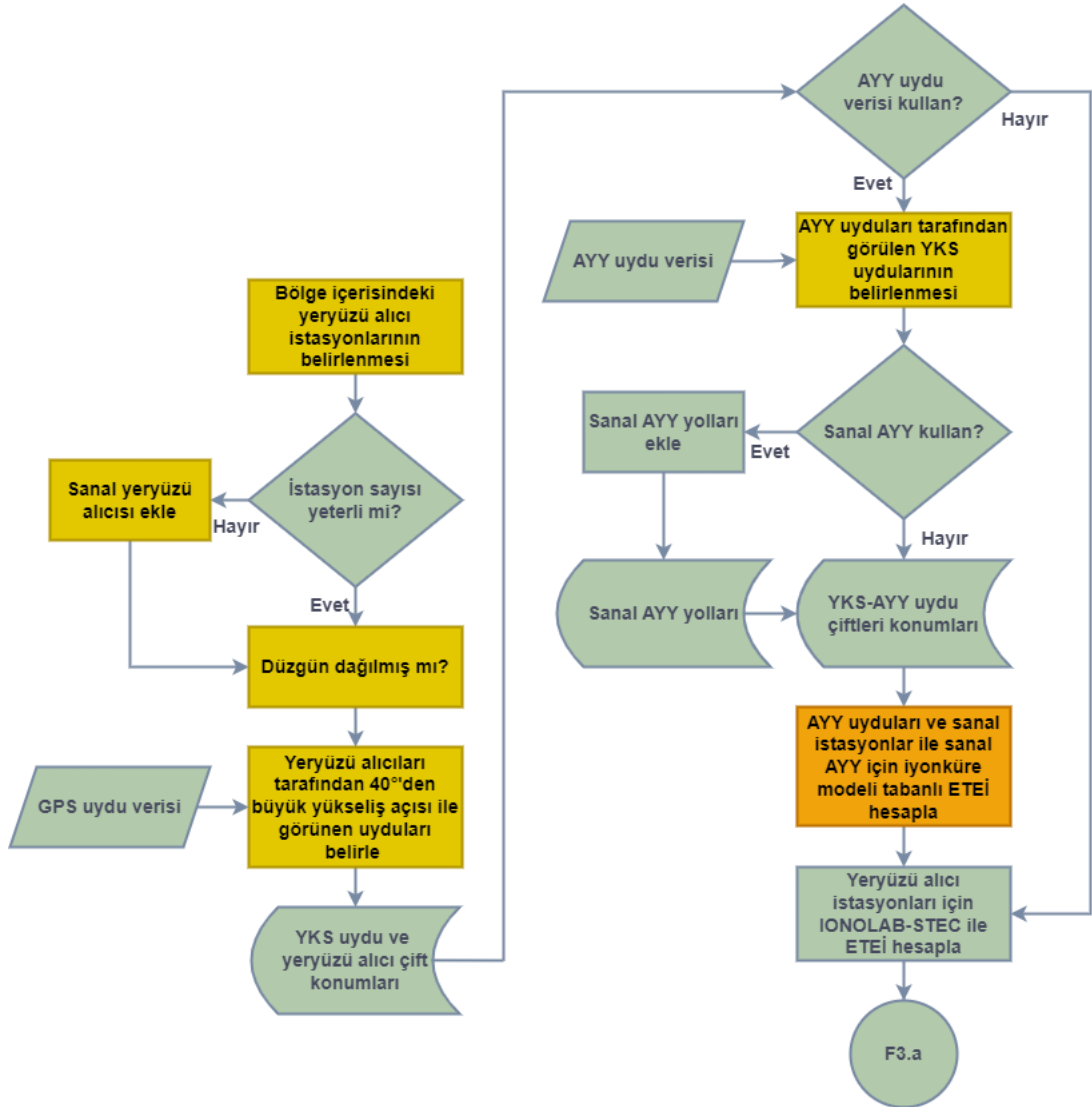 Bölge içerisindeki
yeryüzü alıcı
istasyonlarının
belirlenmesi
İstasyon sayısı
yeterli mi?
Hayır
Sanal yeryüzü
alıcısı ekle
Evet
Düzgün dağılmış mı?
GPS uydu verisi
Yeryüzü alıcıları
tarafından 40°'den
büyük yükseliş açısı ile
görünen uyduları
belirle
YKS uydu ve
yeryüzü alıcı çift
konumları
AYY uydu
verisi kullan?
Hayır
Evet
AYY uydu verisi
AYY uyduları tarafından
görülen YKS
uydularının
belirlenmesi
Sanal AYY kullan?
Evet
Sanal AYY yolları
ekle
Hayır
Sanal AYY yolları
YKS-AYY uydu
çiftleri konumları
AYY uyduları ve sanal
istasyonlar ile sanal
AYY için iyonküre
modeli tabanlı ETEİ
hesapla
Yeryüzü alıcı
istasyonları için
IONOLAB-STEC ile
ETEİ hesapla
F3.a